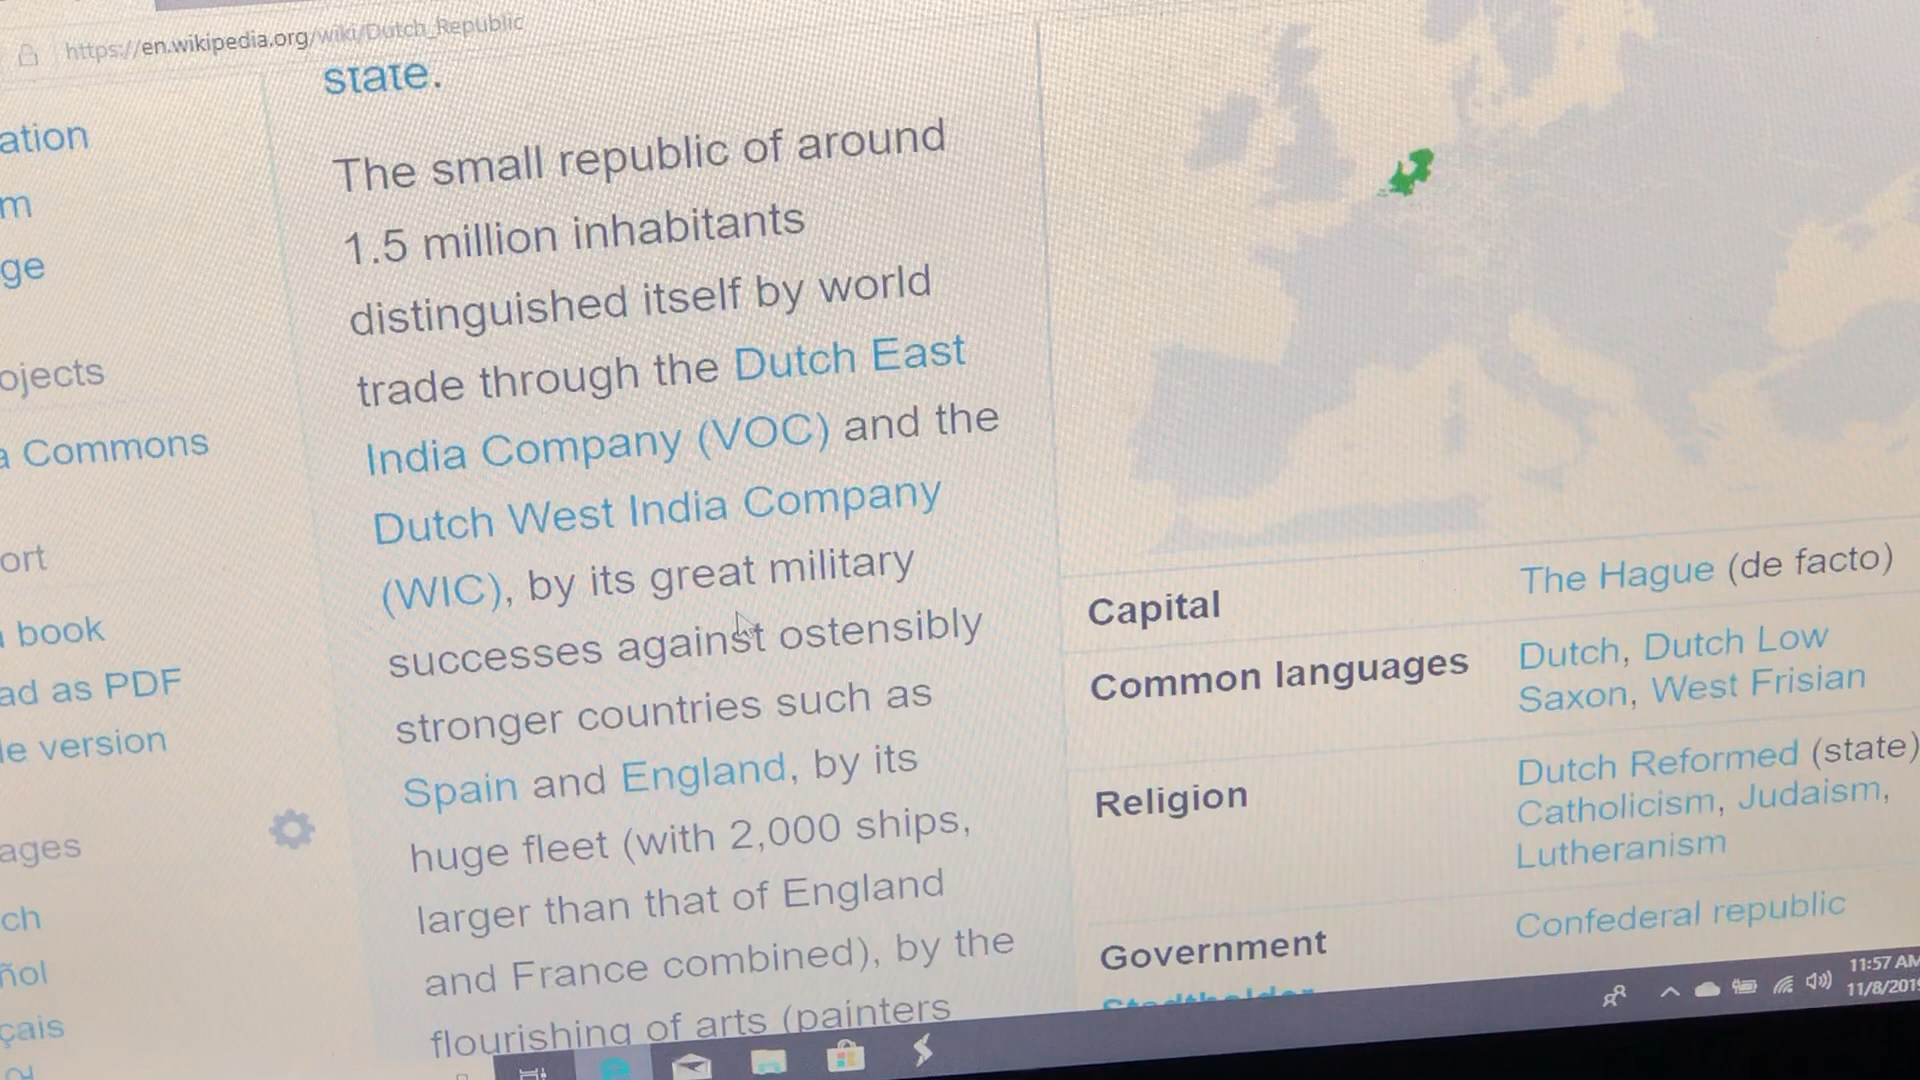 https://en.wikipedia.org/wiki/Dutch_Republic
ation
m
ge
ojects
a Commons
ort
book
ad as PDF
le version
ages
ch
ñol
çais
state.
The small republic of around
1.5 million inhabitants
distinguished itself by world
trade through the Dutch East
India Company (VOC) and the
Dutch West India Company
(WIC), by its great military
successes against ostensibly
stronger countries such as
Spain and England, by its
huge fleet (with 2,000 ships,
larger than that of England
and France combined), by the
flourishing of arts (painters
Capital
The Hague (de facto)
Common languages
Dutch, Dutch Low
Saxon, West Frisian
Religion
Dutch Reformed (state)
Catholicism, Judaism,
Lutheranism
Government
Confederal republic
Stadtholder
11:57 AM
11/8/2019